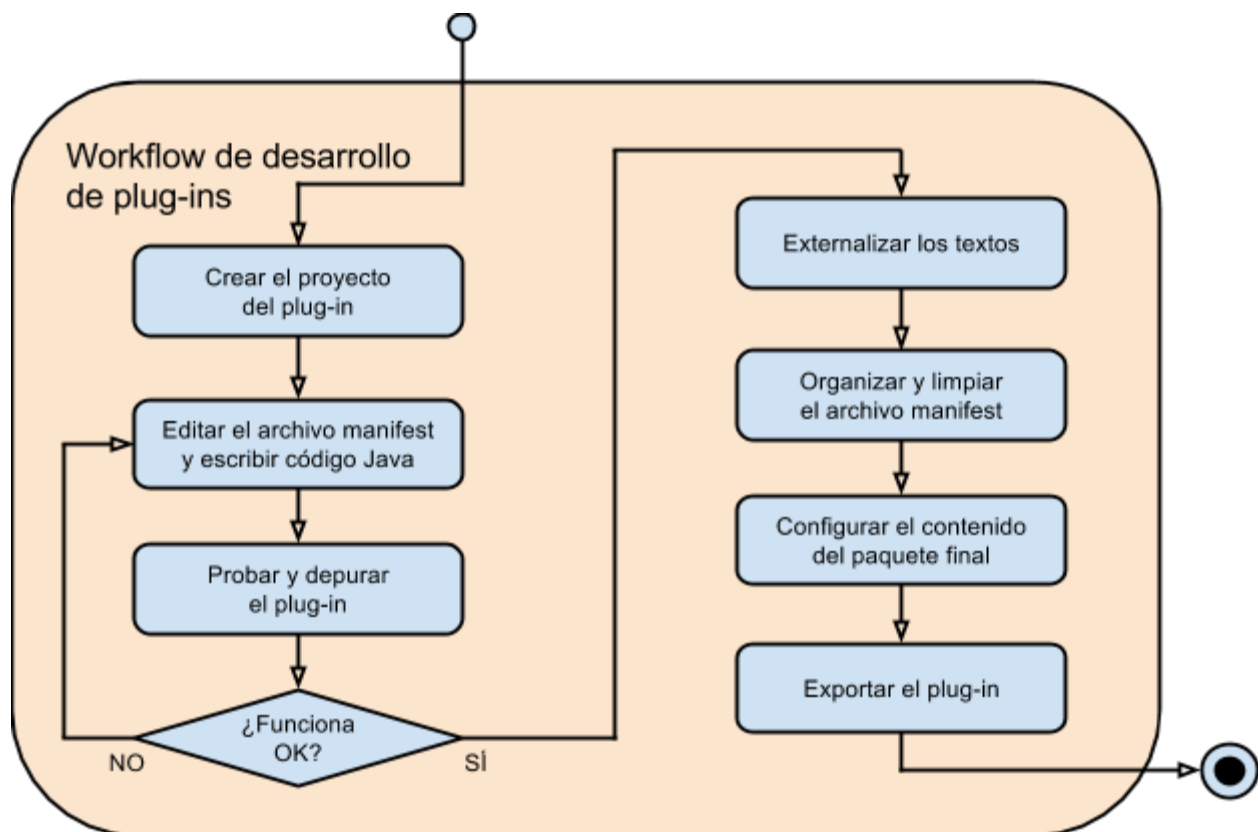 Workflow de desarrollo
de plug-ins
Crear el proyecto
del plug-in
Editar el archivo manifest
y escribir código Java
Probar y depurar
el plug-in
¿Funciona
OK?
NO
SÍ
Externalizar los textos
Organizar y limpiar
el archivo manifest
Configurar el contenido
del paquete final
Exportar el plug-in